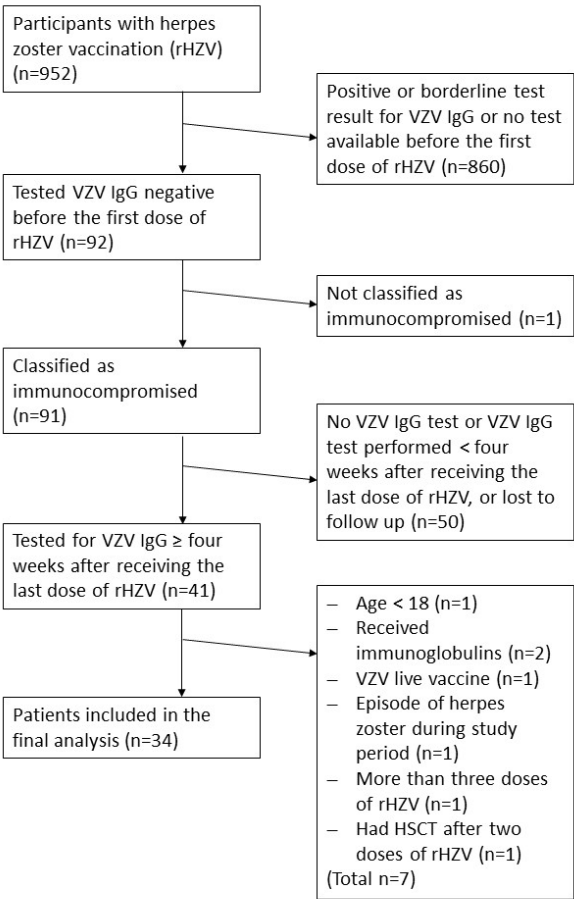 Participants with herpes
zoster vaccination (rHZV)
(n=952)
Positive or borderline test
result for VZV IgG or no test
available before the first
dose of rHZV (n=860)
Tested VZV IgG negative
before the first dose of
rHZV (n=92)
Not classified as
immunocompromised (n=1)
Classified as
immunocompromised
(n=91)
No VZV IgG test or VZV IgG
test performed < four
weeks after receiving the
last dose of rHZV, or lost to
follow up (n=50)
Tested for VZV IgG ≥ four
weeks after receiving the
last dose of rHZV (n=41)
– Age < 18 (n=1)
– Received
immunoglobulins (n=2)
– VZV live vaccine (n=1)
– Episode of herpes
zoster during study
period (n=1)
– More than three doses
of rHZV (n=1)
– Had HSCT after two
doses of rHZV (n=1)
(Total n=7)
Patients included in the
final analysis (n=34)